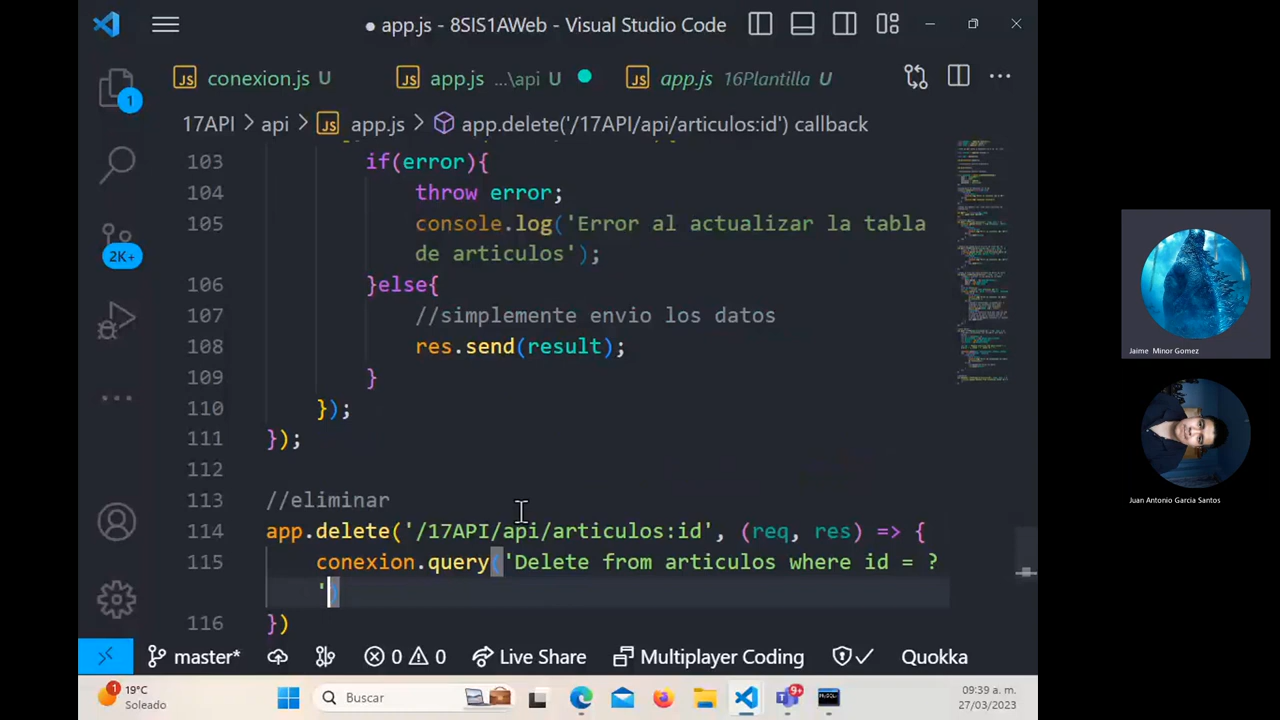 app.js - 8SIS1AWeb - Visual Studio Code
conexion.js U
app.js ...\api U
app.js 16Plantilla U
17API > api > app.js > app.delete('/17API/api/articulos:id') callback
103 if(error){
104 throw error;
105 console.log('Error al actualizar la tabla
de articulos');
106 }else{
107 //simplemente envio los datos
108 res.send(result);
109 }
110 });
111 });
112
113 //eliminar
114 app.delete('/17API/api/articulos:id', (req, res) => {
115 conexion.query('Delete from articulos where id = ?
')
116 })
1
2K+
master* 0 0 Live Share Multiplayer Coding Quokka
1
19°C
Soleado
Buscar
9+
09:39 a. m.
27/03/2023
Jaime Minor Gomez
Juan Antonio Garcia Santos